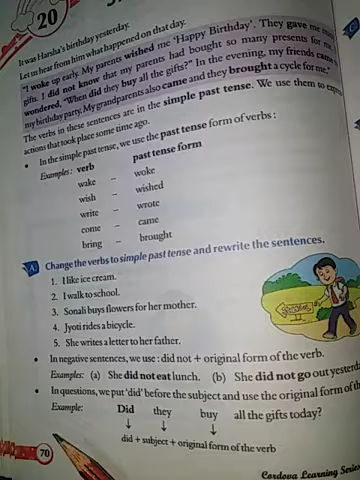 20
It was Harsha's birthday yesterday.
Let us hear from him what happened on that day.
"I woke up early. My parents wished me 'Happy Birthday'. They gave me
gifts. I did not know that my parents had bought so many presents for me. I
wondered, "When did they buy all the gifts?" In the evening, my friends came
my birthday party. My grandparents also came and they brought a cycle for me."
The verbs in these sentences are in the simple past tense. We use them to
actions that took place some time ago.
• In the simple past tense, we use the past tense form of verbs :
Examples : verb past tense form
wake – woke
wish – wished
write – wrote
come – came
bring – brought
A. Change the verbs to simple past tense and rewrite the sentences.
1. I like ice cream.
2. I walk to school.
3. Sonali buys flowers for her mother.
4. Jyoti rides a bicycle.
5. She writes a letter to her father.
SCHOOL
• In negative sentences, we use : did not + original form of the verb.
Examples: (a) She did not eat lunch. (b) She did not go out
• In questions, we put 'did' before the subject and use the original form of
Example: Did they buy all the gifts today?
↓ ↓ ↓
did + subject + original form of the verb
70
Cordova Learning Series